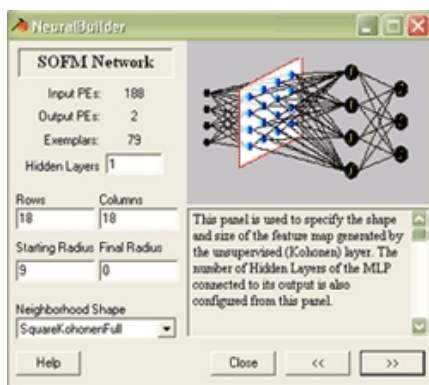 NeuralBuilder
SOFM Network
Input PEs: 188
Output PEs: 2
Exemplars: 79
Hidden Layers 1
Rows Columns
18 18
Starting Radius Final Radius
9 0
Neighborhood Shape
SquareKohonenFull
This panel is used to specify the shape
and size of the feature map generated by
the unsupervised (Kohonen) layer. The
number of Hidden Layers of the MLP
connected to its output is also
configured from this panel.
Help Close << >>